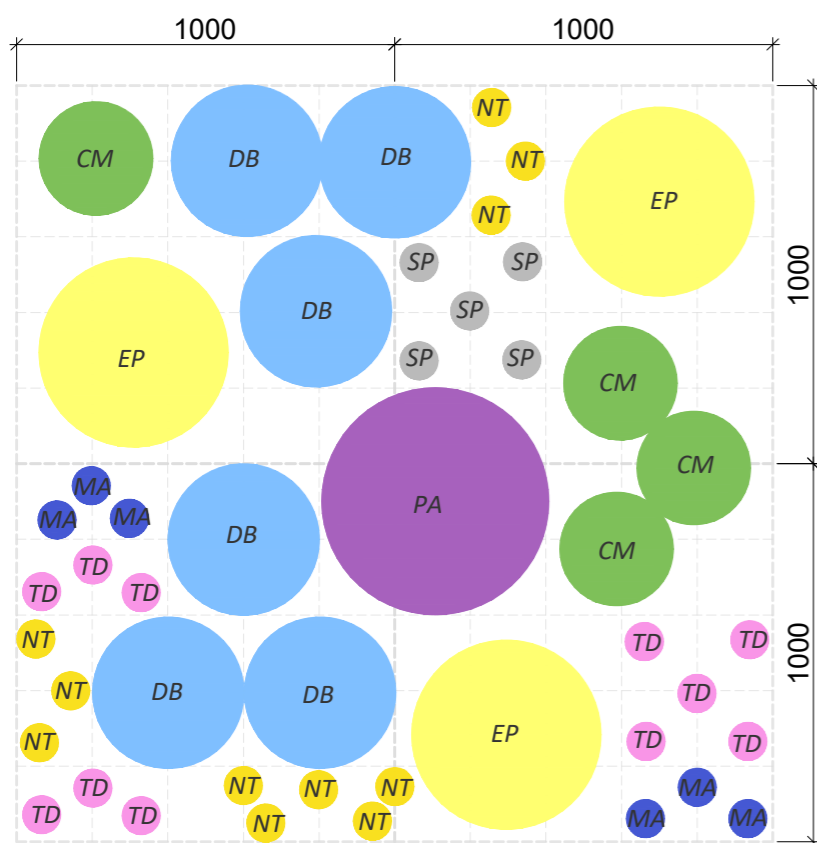 1000 1000
NT
CM DB DB NT
EP
NT
SP SP
1000
DB SP
EP SP SP
CM
CM
MA
MA MA PA
DB
CM
TD
TD TD
NT TD TD
1000
NT DB DB TD
EP
NT TD TD
NT NT NT
TD MA
TD TD NT NT MA MA